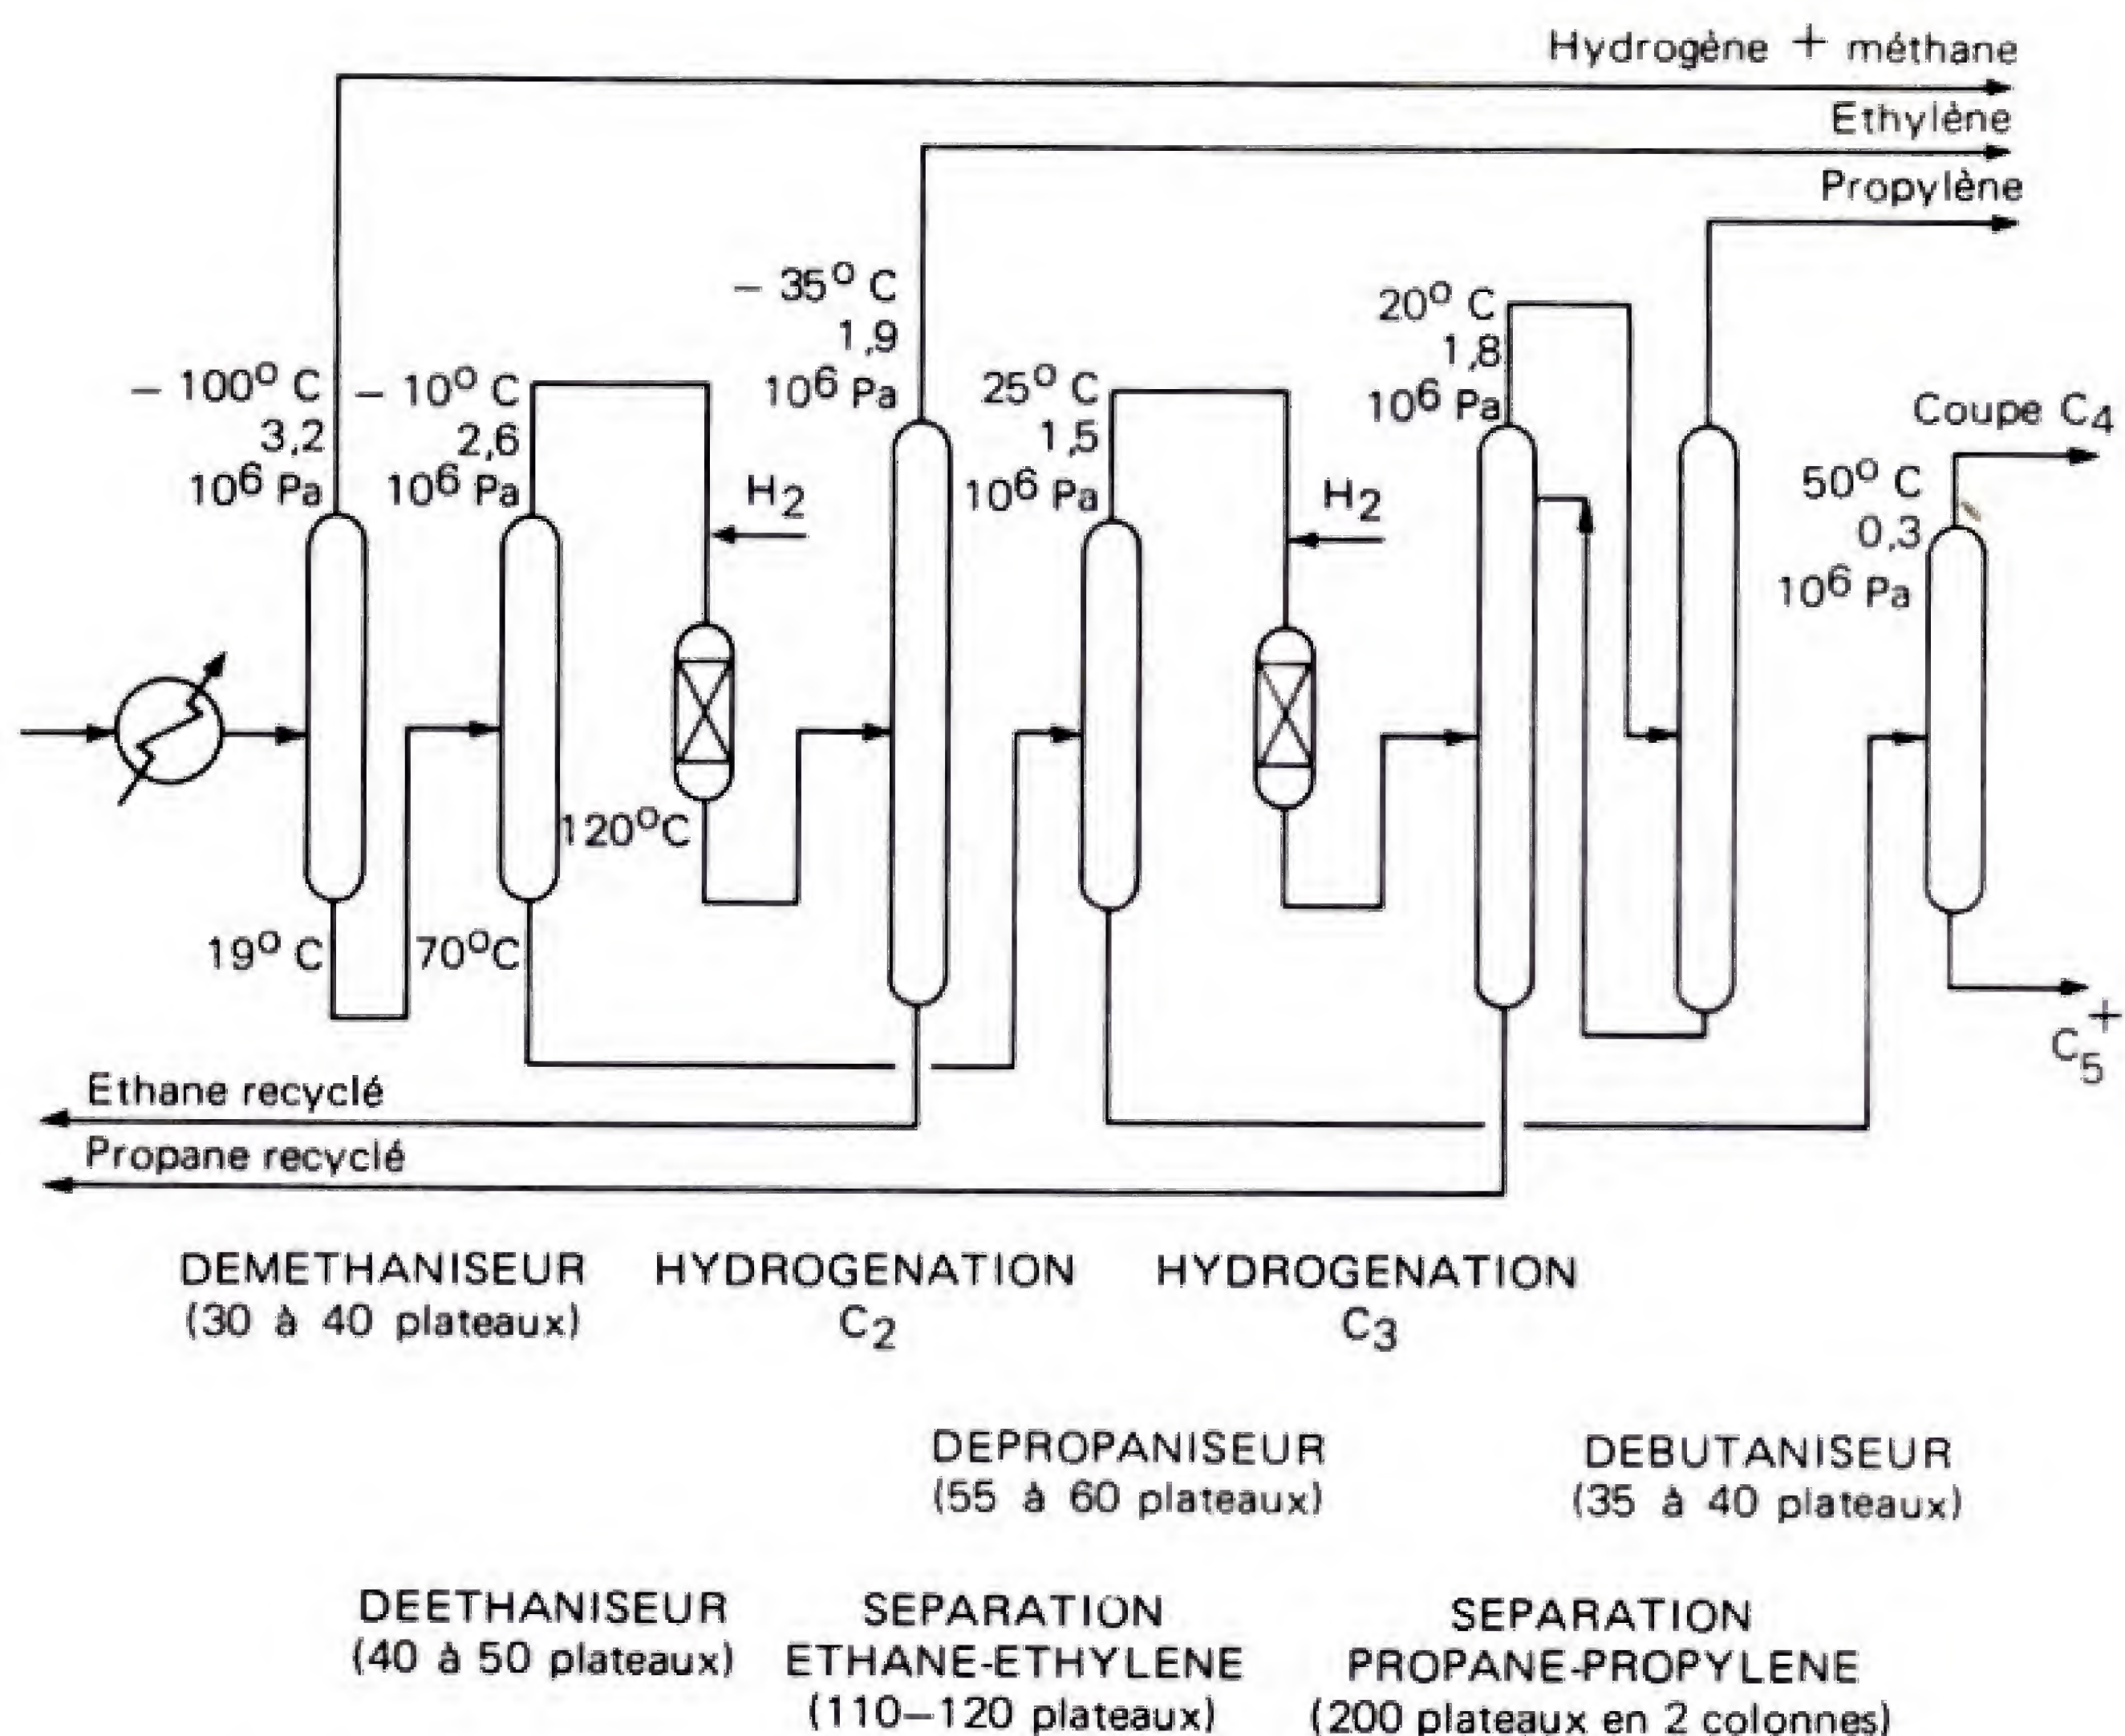 Hydrogène + méthane
Ethylène
Propylène
− 35° C
1,9
10⁶ Pa
20° C
1,8
10⁶ Pa
− 100° C
3,2
10⁶ Pa
− 10° C
2,6
10⁶ Pa
25° C
1,5
10⁶ Pa
Coupe C₄
50° C
0,3
10⁶ Pa
H₂
H₂
120°C
19° C
70°C
C₅⁺
Ethane recyclé
Propane recyclé
DEMETHANISEUR
(30 à 40 plateaux)
HYDROGENATION
C₂
HYDROGENATION
C₃
DEPROPANISEUR
(55 à 60 plateaux)
DEBUTANISEUR
(35 à 40 plateaux)
DEETHANISEUR
(40 à 50 plateaux)
SEPARATION
ETHANE-ETHYLENE
(110—120 plateaux)
SEPARATION
PROPANE-PROPYLENE
(200 plateaux en 2 colonnes)